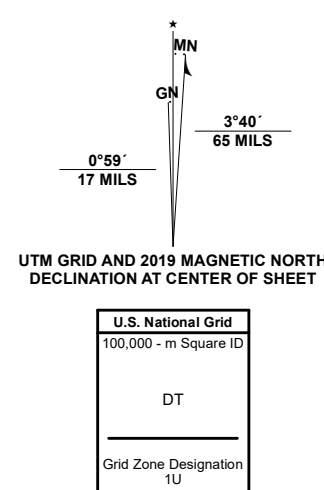 ★
MN
GN
3°40´
65 MILS
0°59´
17 MILS
UTM GRID AND 2019 MAGNETIC NORTH
DECLINATION AT CENTER OF SHEET
U.S. National Grid
100,000 - m Square ID
DT
Grid Zone Designation
1U